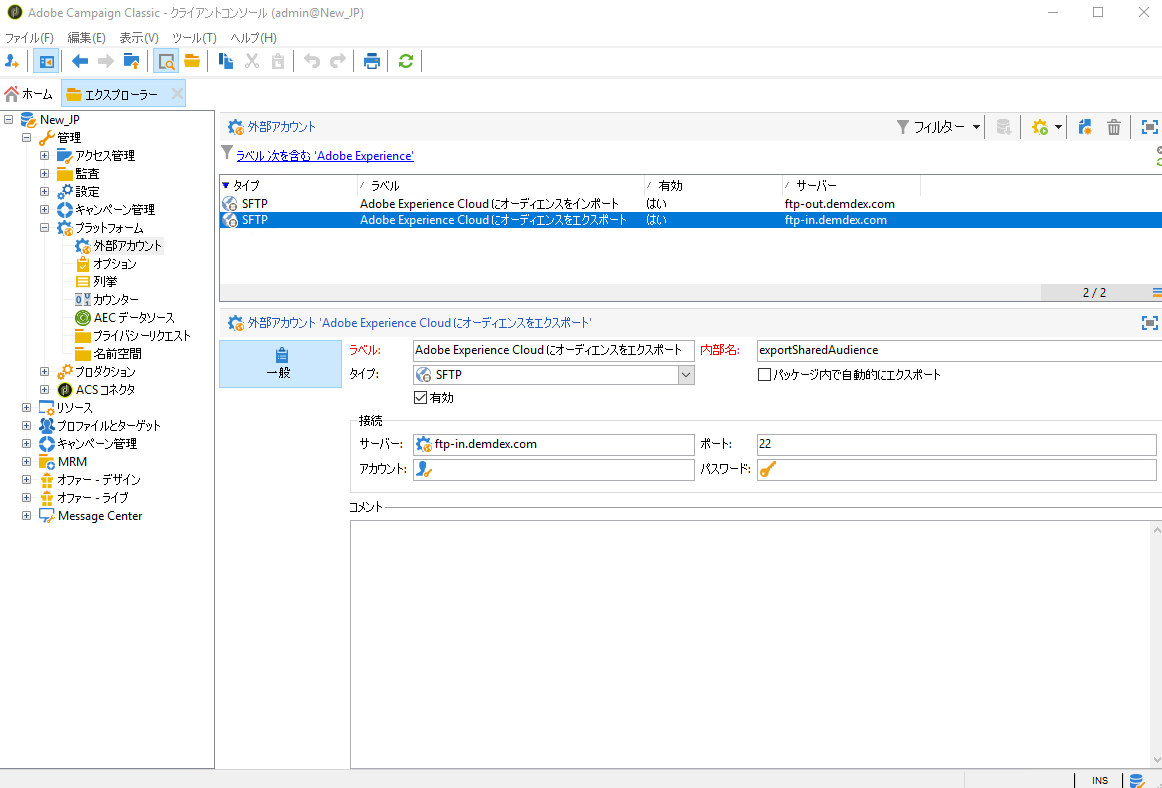 Adobe Campaign Classic - クライアントコンソール (admin@New_JP)
ファイル(F) 編集(E) 表示(V) ツール(T) ヘルプ(H)
ホーム エクスプローラー
New_JP
管理
アクセス管理
監査
設定
キャンペーン管理
プラットフォーム
外部アカウント
オプション
列挙
カウンター
AEC データソース
プライバシーリクエスト
名前空間
プロダクション
ACS コネクタ
リソース
プロファイルとターゲット
キャンペーン管理
MRM
オファー - デザイン
オファー - ライブ
Message Center
外部アカウント フィルター
ラベル 次を含む 'Adobe Experience'
タイプ ラベル 有効 サーバー
SFTP Adobe Experience Cloud にオーディエンスをインポート はい ftp-out.demdex.com
SFTP Adobe Experience Cloud にオーディエンスをエクスポート はい ftp-in.demdex.com
2 / 2
外部アカウント 'Adobe Experience Cloud にオーディエンスをエクスポート'
一般
ラベル: Adobe Experience Cloud にオーディエンスをエクスポート 内部名: exportSharedAudience
タイプ: SFTP パッケージ内で自動的にエクスポート
有効
接続
サーバー: ftp-in.demdex.com ポート: 22
アカウント: パスワード:
コメント
INS